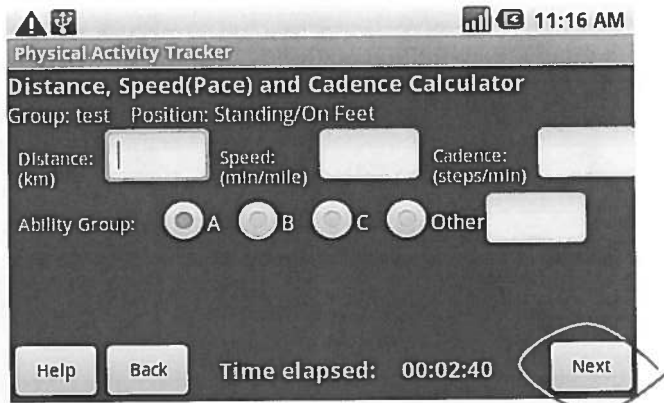 11:16 AM
Physical Activity Tracker
Distance, Speed(Pace) and Cadence Calculator
Group: test Position: Standing/On Feet
Distance: Speed: Cadence:
(km) (min/mile) (steps/min)
Ability Group: A B C Other
Help Back Time elapsed: 00:02:40 Next